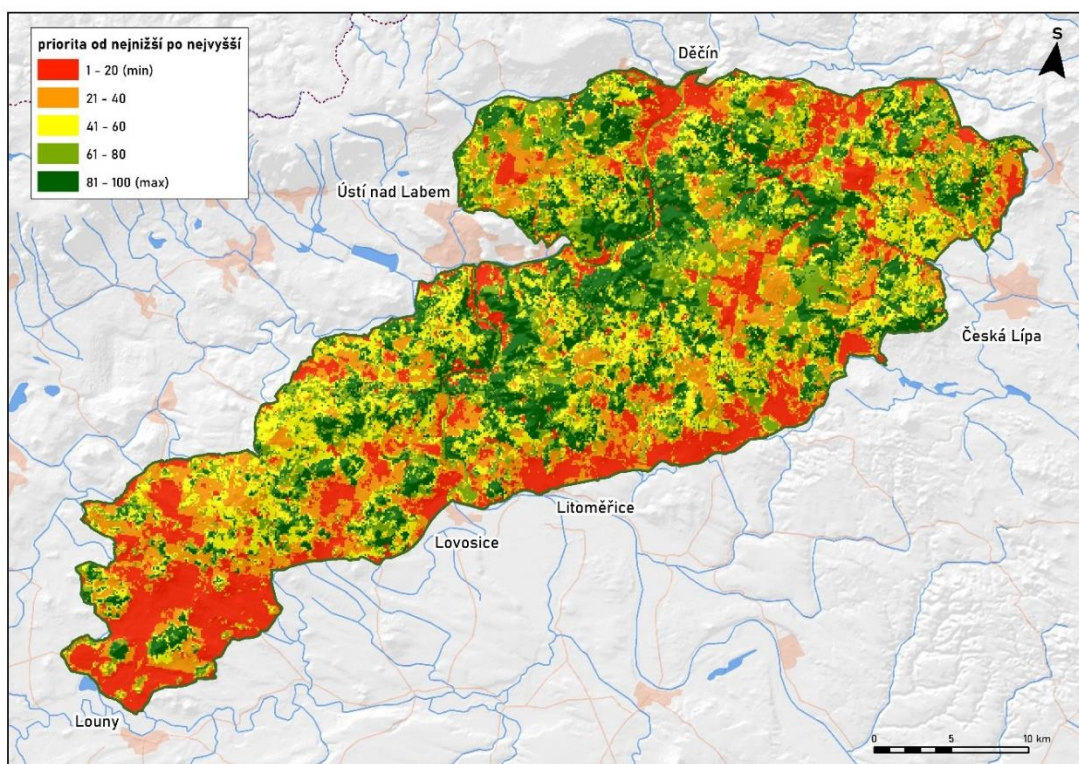 priorita od nejnižší po nejvyšší
1 - 20 (min)
21 - 40
41 - 60
61 - 80
81 - 100 (max)
S
Děčín
Ústí nad Labem
Česká Lípa
Litoměřice
Lovosice
Louny
0 5 10 km